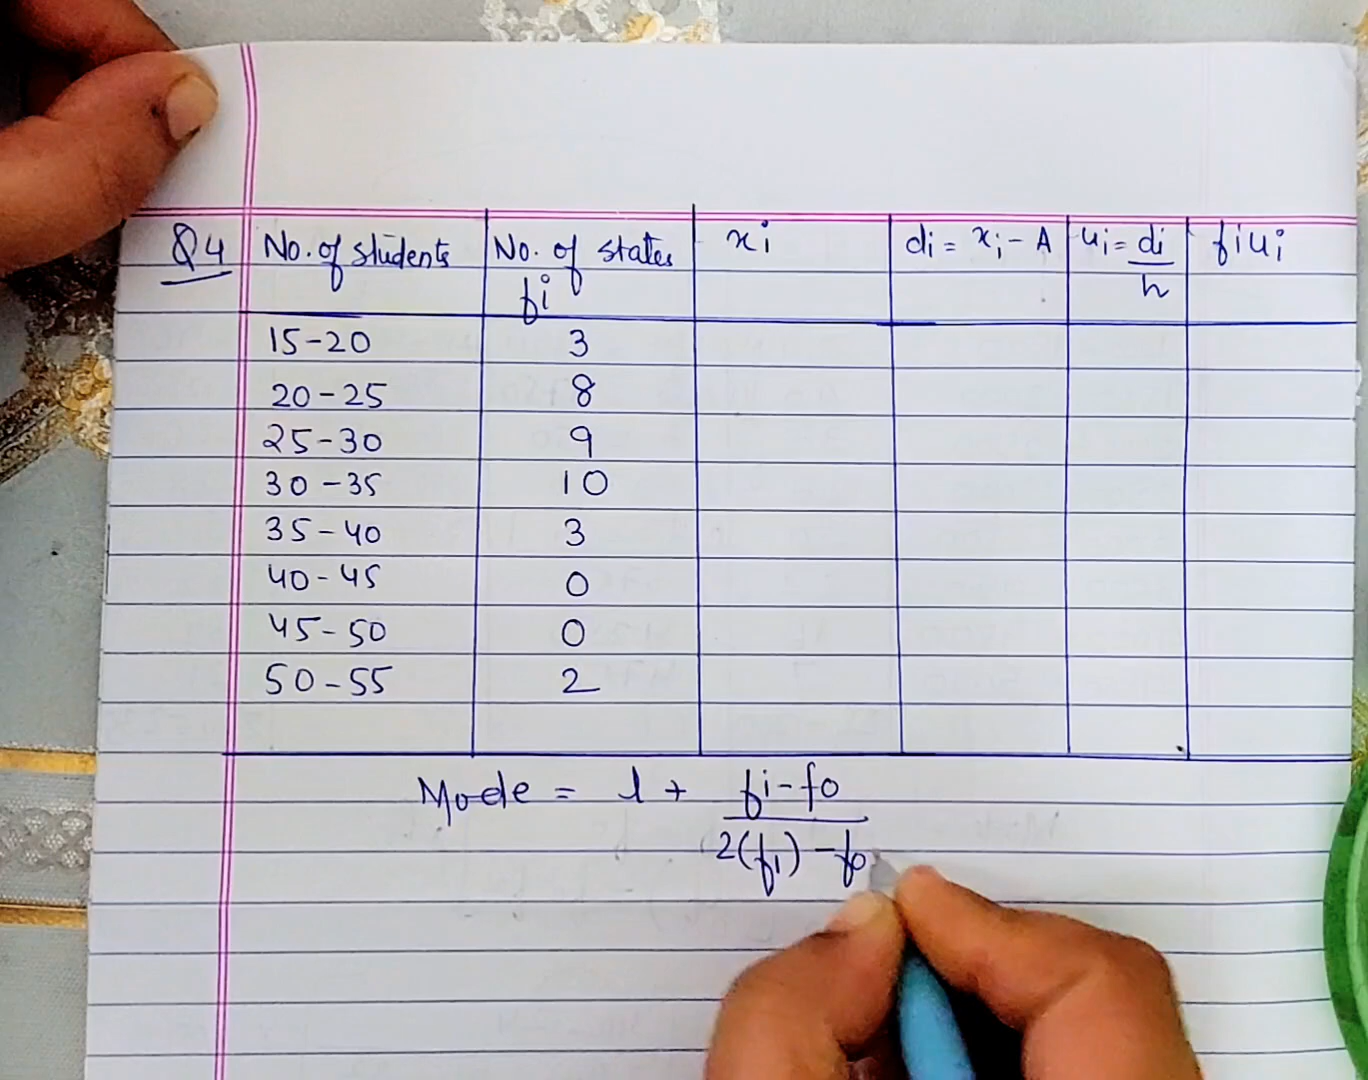 Q4 No. of students No. of states xi di = xi - A ui = di/h fiui
fi
15-20 3
20-25 8
25-30 9
30-35 10
35-40 3
40-45 0
45-50 0
50-55 2
Mode = l + fi-f0
2(f1) - f0